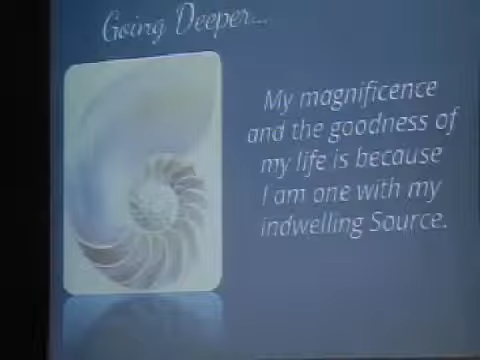 Going Deeper...
My magnificence
and the goodness of
my life is because
I am one with my
indwelling Source.